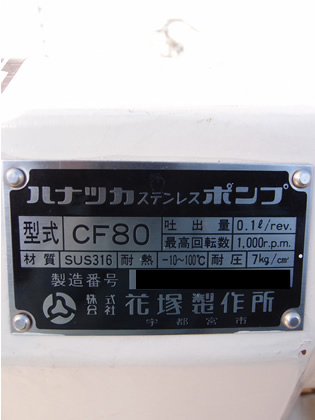 ハナツカステンレスポンプ
型式 CF80 吐出量 0.1ℓ/rev.
最高回転数 1,000r.p.m.
材質 SUS316 耐熱 -10~100℃ 耐圧 7kg/cm²
製造番号
株式会社 花塚製作所
宇都宮市